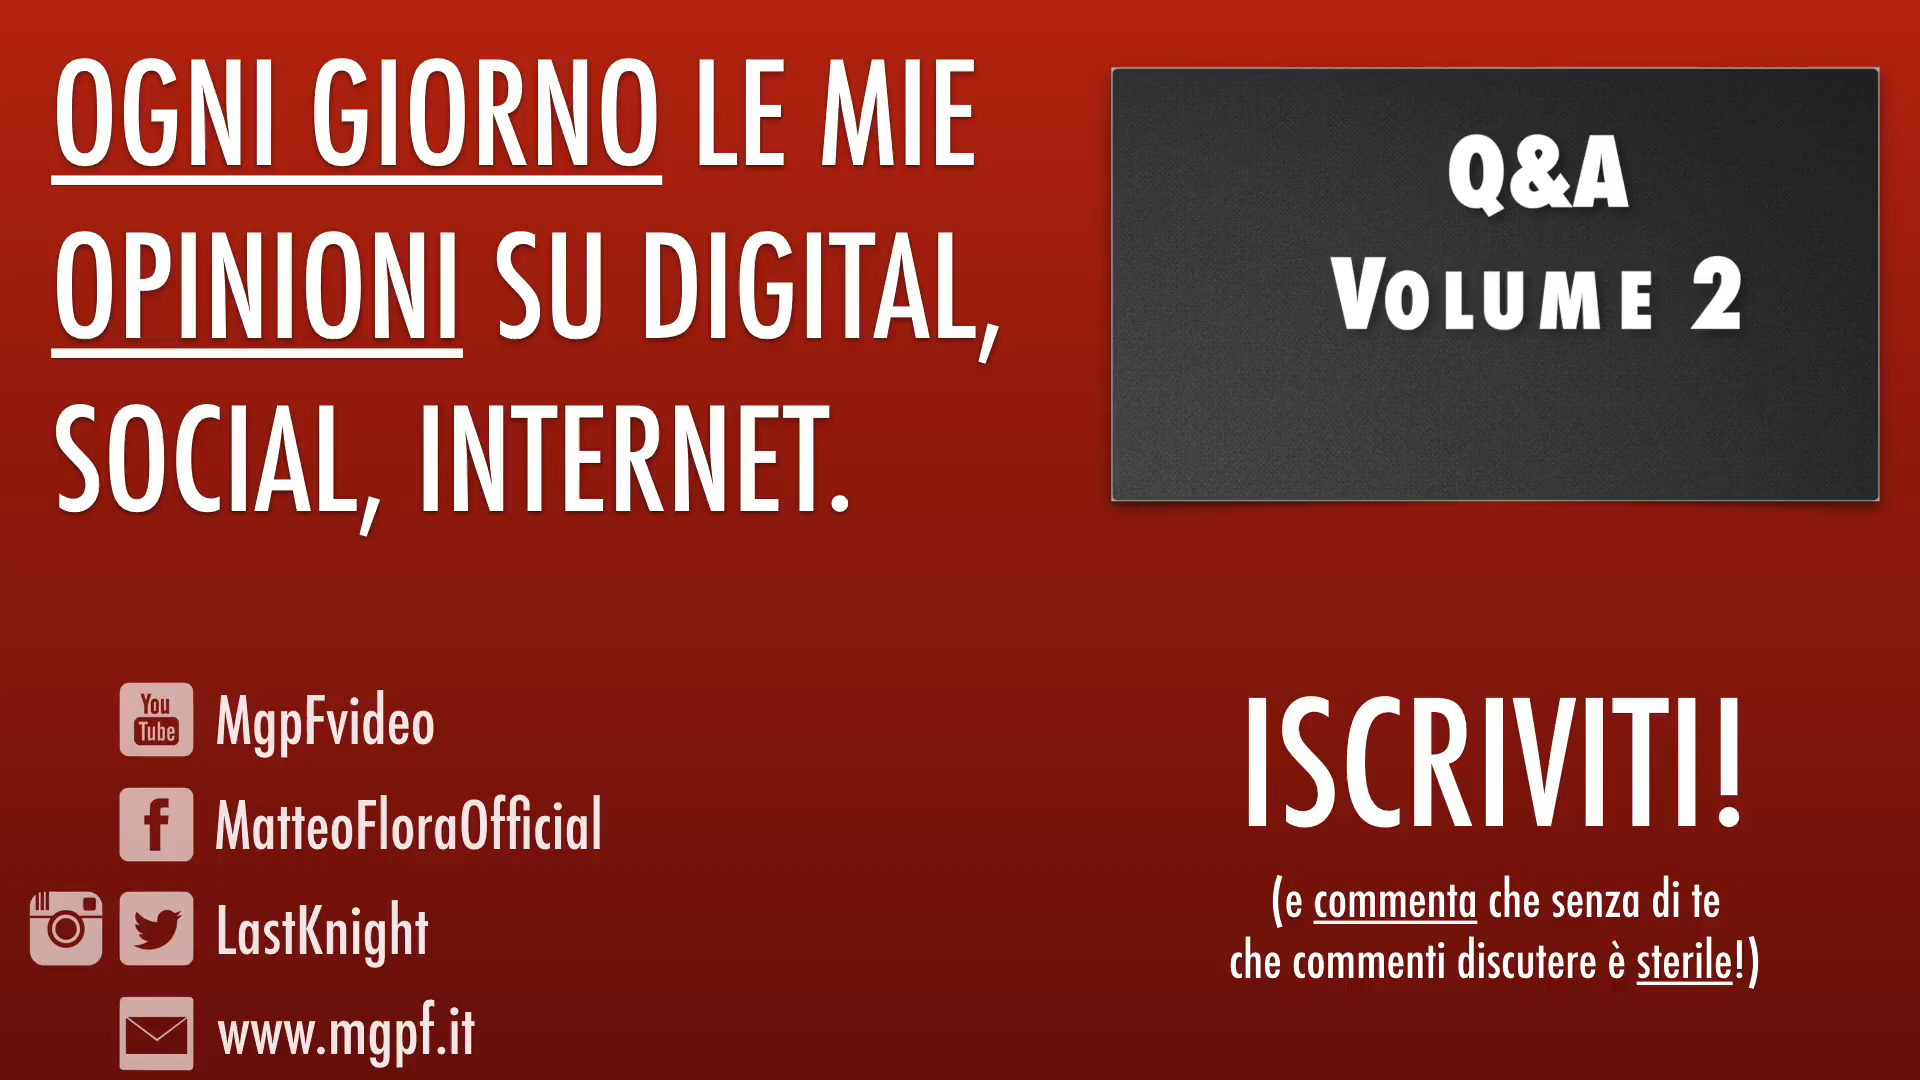 OGNI GIORNO LE MIE
OPINIONI SU DIGITAL,
SOCIAL, INTERNET.
Q&A
VOLUME 2
You
Tube
MgpFvideo
f
MatteoFloraOfficial
LastKnight
www.mgpf.it
ISCRIVITI!
(e commenta che senza di te
che commenti discutere è sterile!)